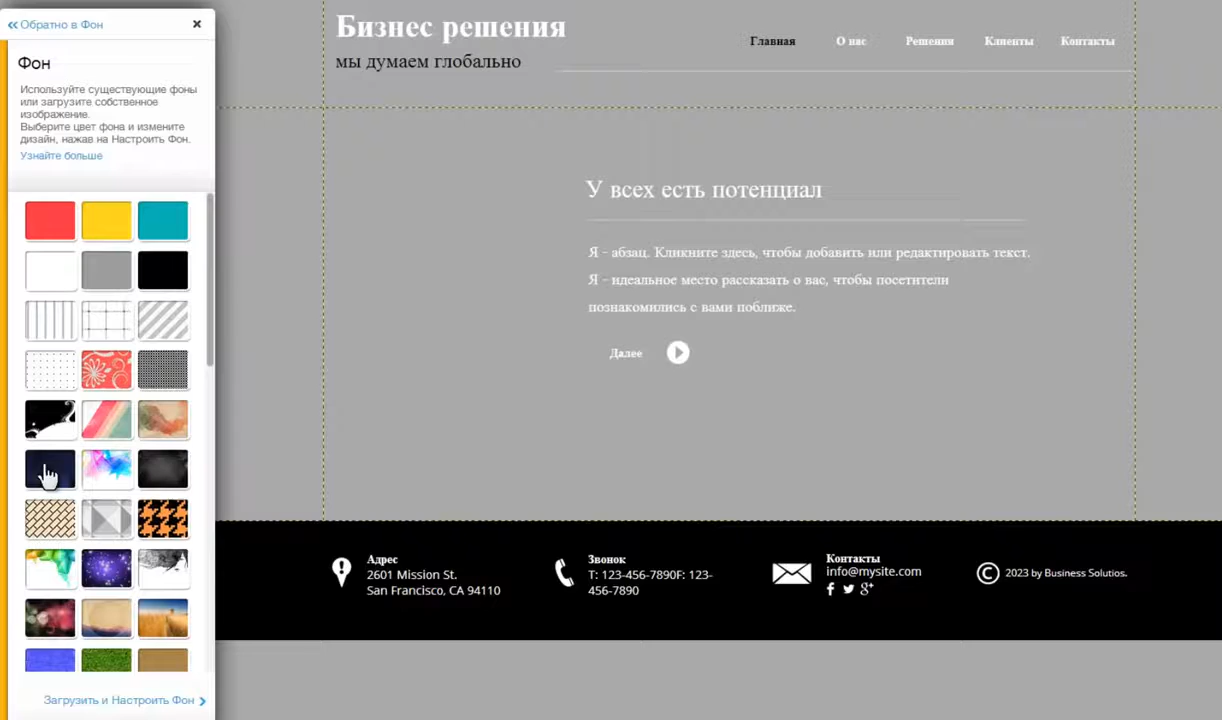 Обратно в Фон
Фон
Используйте существующие фоны
или загрузите собственное
изображение.
Выберите цвет фона и измените
дизайн, нажав на Настроить Фон.
Узнайте больше
Загрузить и Настроить Фон
Бизнес решения
мы думаем глобально
Главная О нас Решения Клиенты Контакты
У всех есть потенциал
Я - абзац. Кликните здесь, чтобы добавить или редактировать текст.
Я - идеальное место рассказать о вас, чтобы посетители
познакомились с вами поближе.
Далее
Адрес
2601 Mission St.
San Francisco, CA 94110
Звонок
T: 123-456-7890F: 123-
456-7890
Контакты
info@mysite.com
© 2023 by Business Solutios.